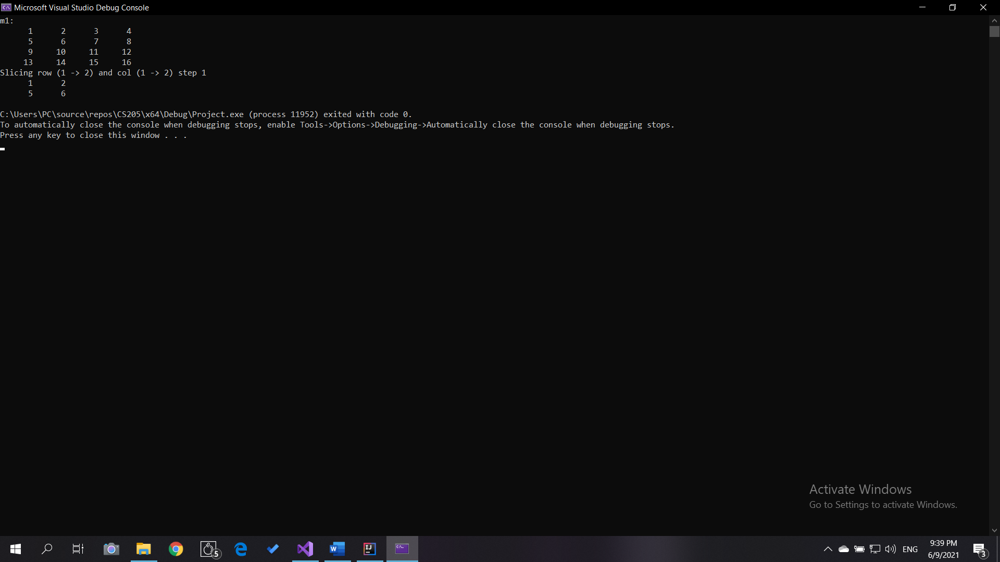 Microsoft Visual Studio Debug Console
m1:
1 2 3 4
5 6 7 8
9 10 11 12
13 14 15 16
Slicing row (1 -> 2) and col (1 -> 2) step 1
1 2
5 6
C:\Users\PC\source\repos\CS205\x64\Debug\Project.exe (process 11952) exited with code 0.
To automatically close the console when debugging stops, enable Tools->Options->Debugging->Automatically close the console when debugging stops.
Press any key to close this window . . .
Activate Windows
Go to Settings to activate Windows.
5
W
IJ
C:\
ENG
9:39 PM
6/9/2021
3